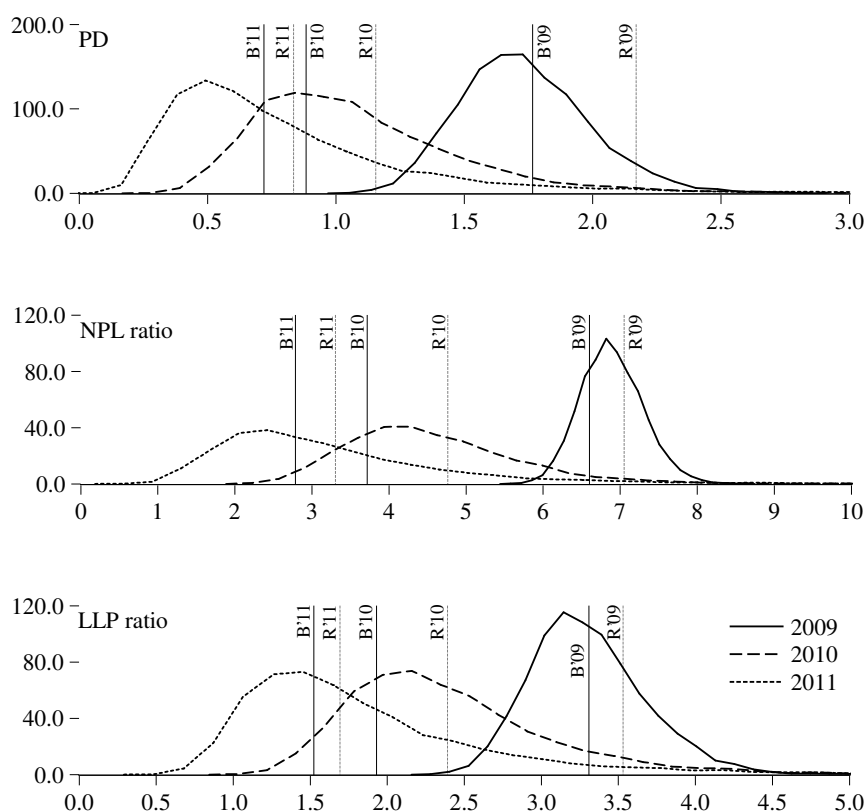 200.0
PD
B'11
R'11
B'10
R'10
B'09
R'09
100.0
0.0
0.0 0.5 1.0 1.5 2.0 2.5 3.0
120.0
NPL ratio
B'11
R'11
B'10
R'10
B'09
R'09
80.0
40.0
0.0
0 1 2 3 4 5 6 7 8 9 10
120.0
LLP ratio
B'11
R'11
B'10
R'10
B'09
R'09
2009
2010
2011
80.0
40.0
0.0
0.0 0.5 1.0 1.5 2.0 2.5 3.0 3.5 4.0 4.5 5.0